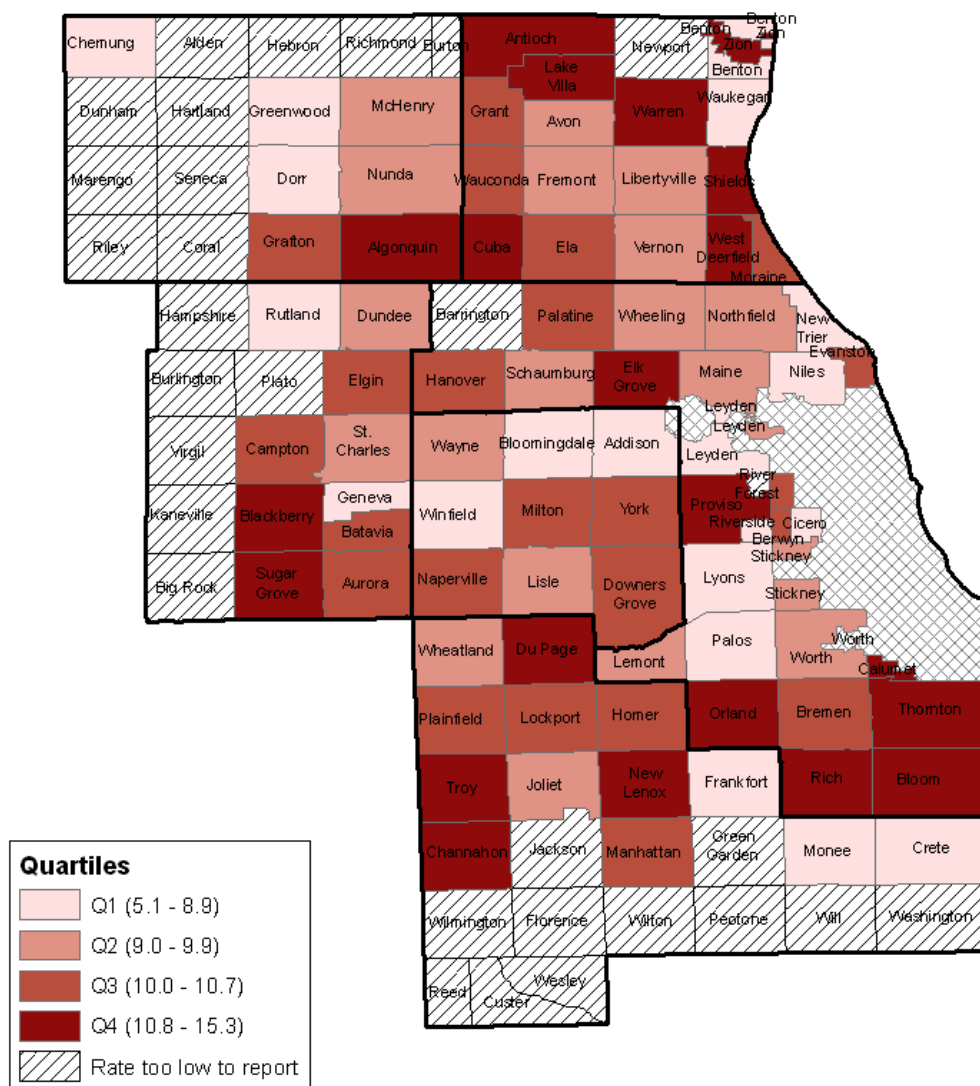 Chemung
Alden
Hebron
Richmond
Burton
Antioch
Newport
Benton
Benton
Zion
Zion
Benton
Lake
Villa
Dunham
Hartland
Greenwood
McHenry
Grant
Avon
Warren
Waukegan
Marengo
Seneca
Dorr
Nunda
Wauconda
Fremont
Libertyville
Shields
Riley
Coral
Grafton
Algonquin
Cuba
Ela
Vernon
West
Deerfield
Moraine
Hampshire
Rutland
Dundee
Barrington
Palatine
Wheeling
Northfield
New
Trier
Evanston
Burlington
Plato
Elgin
Hanover
Schaumburg
Elk
Grove
Maine
Niles
Leyden
Leyden
Leyden
Virgil
Campton
St.
Charles
Wayne
Bloomingdale
Addison
River
Forest
Kaneville
Blackberry
Geneva
Batavia
Winfield
Milton
York
Proviso
Riverside
Cicero
Berwyn
Stickney
Big Rock
Sugar
Grove
Aurora
Naperville
Lisle
Downers
Grove
Lyons
Stickney
Wheatland
Du Page
Lemont
Palos
Worth
Worth
Calumet
Plainfield
Lockport
Homer
Orland
Bremen
Thornton
Troy
Joliet
New
Lenox
Frankfort
Rich
Bloom
Channahon
Jackson
Manhattan
Green
Garden
Monee
Crete
Wilmington
Florence
Wilton
Peotone
Will
Washington
Reed
Custer
Wesley
Quartiles
Q1 (5.1 - 8.9)
Q2 (9.0 - 9.9)
Q3 (10.0 - 10.7)
Q4 (10.8 - 15.3)
Rate too low to report